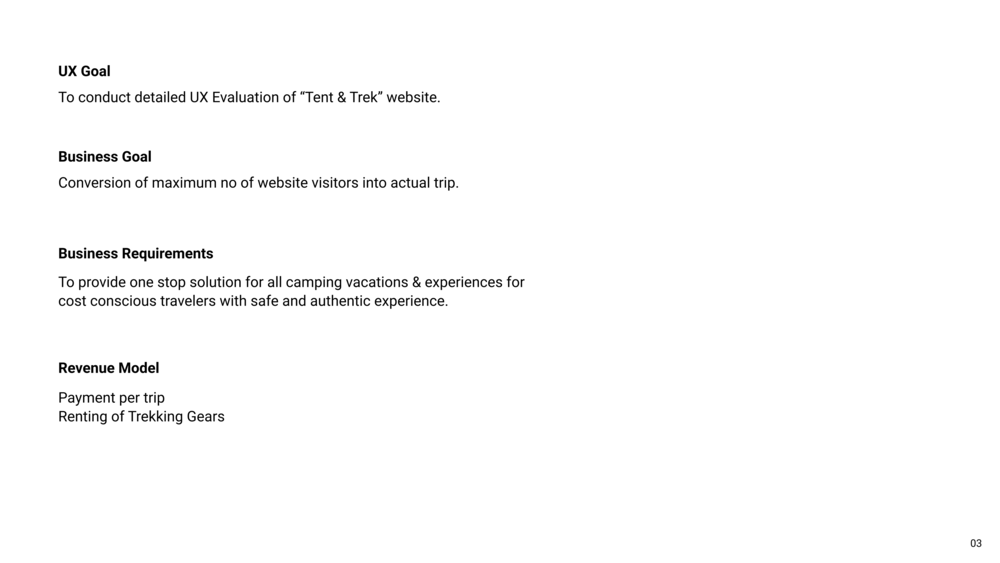 UX Goal
To conduct detailed UX Evaluation of “Tent & Trek” website.
Business Goal
Conversion of maximum no of website visitors into actual trip.
Business Requirements
To provide one stop solution for all camping vacations & experiences for
cost conscious travelers with safe and authentic experience.
Revenue Model
Payment per trip
Renting of Trekking Gears
03